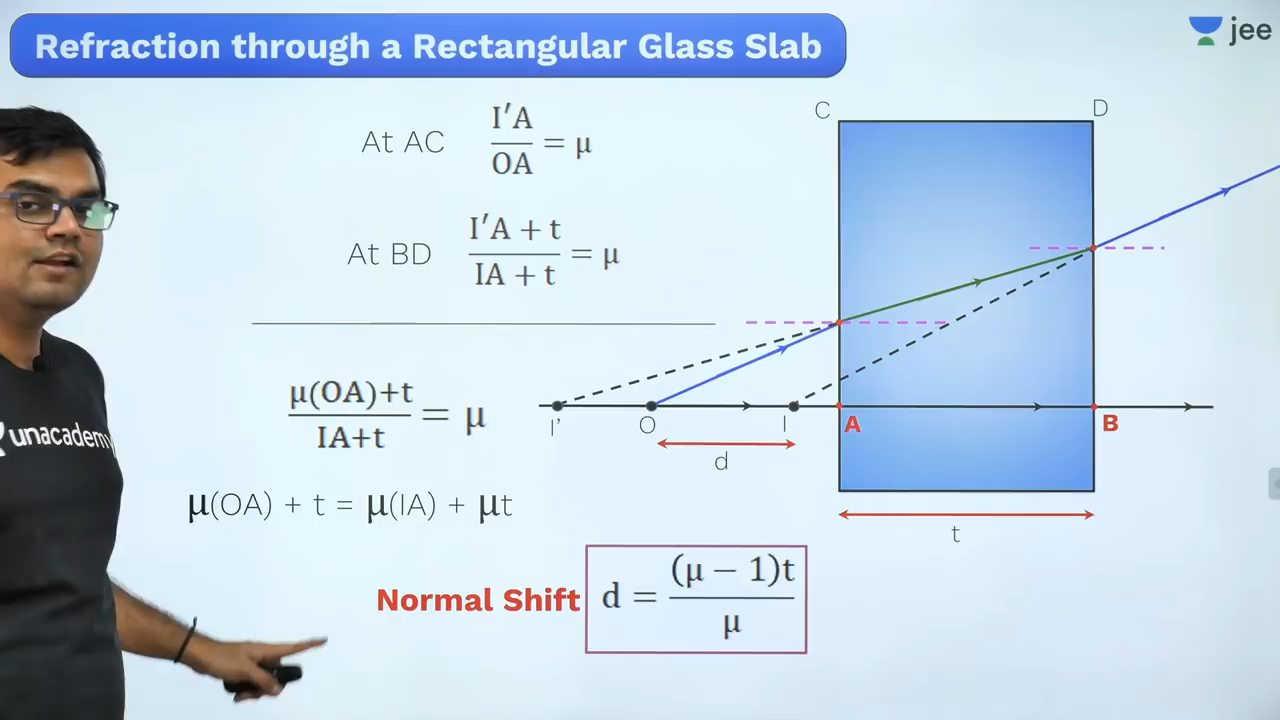 Refraction through a Rectangular Glass Slab
jee
At AC I′A/OA = μ
At BD I′A + t/IA + t = μ
μ(OA)+t/IA+t = μ
μ(OA) + t = μ(IA) + μt
Normal Shift d = (μ − 1)t/μ
unacademy
C
D
I'
O
I
A
B
d
t